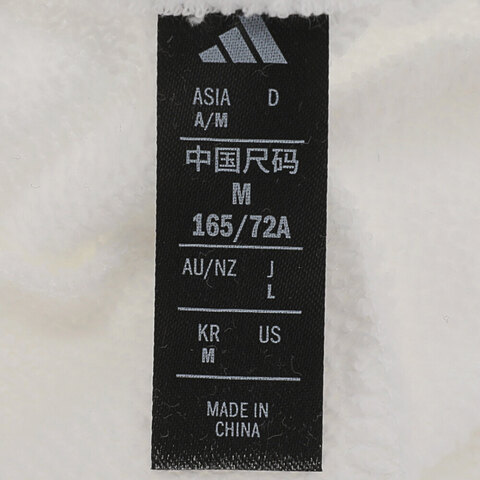 ASIA D
A/M
中国尺码
M
165/72A
AU/NZ J
L
KR US
M
MADE IN
CHINA